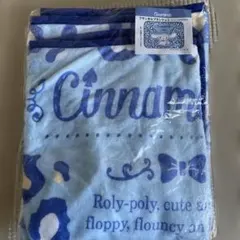 Cinnam
Roly-poly, cute a
floppy, flouncy, an